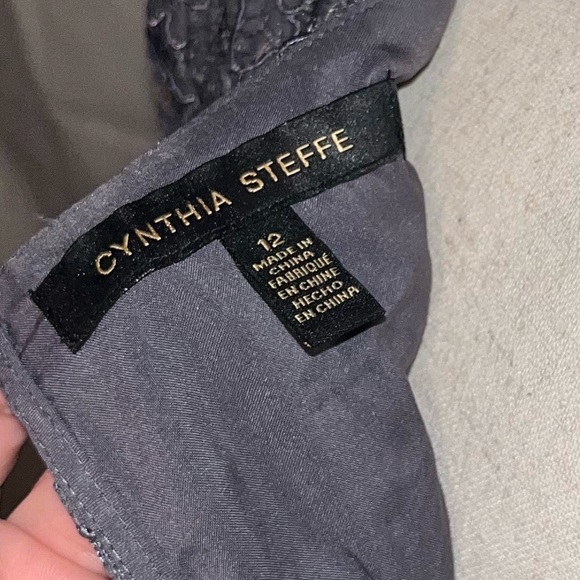 CYNTHIA STEFFE
12
MADE IN
CHINA
FABRIQUÉ
EN CHINE
HECHO
EN CHINA